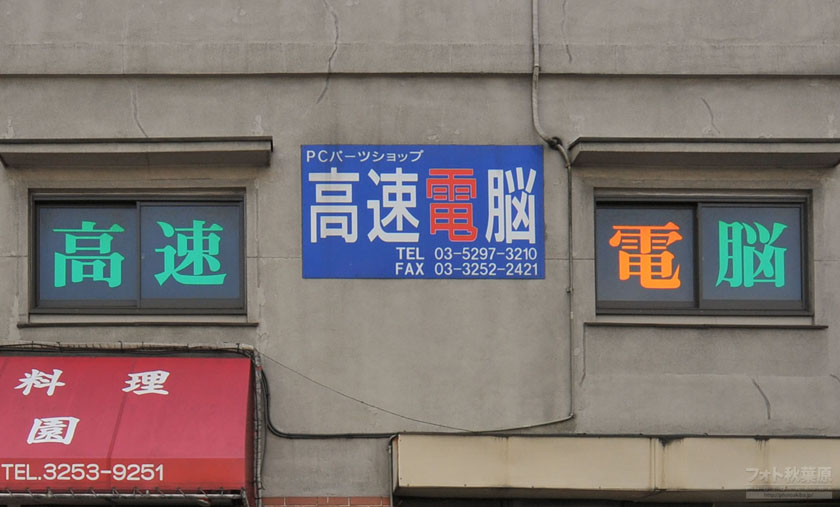 PCパーツショップ
高速電脳
TEL 03-5297-3210
FAX 03-3252-2421
高速
電脳
料理
園
TEL.3253-9251
フォト秋葉原